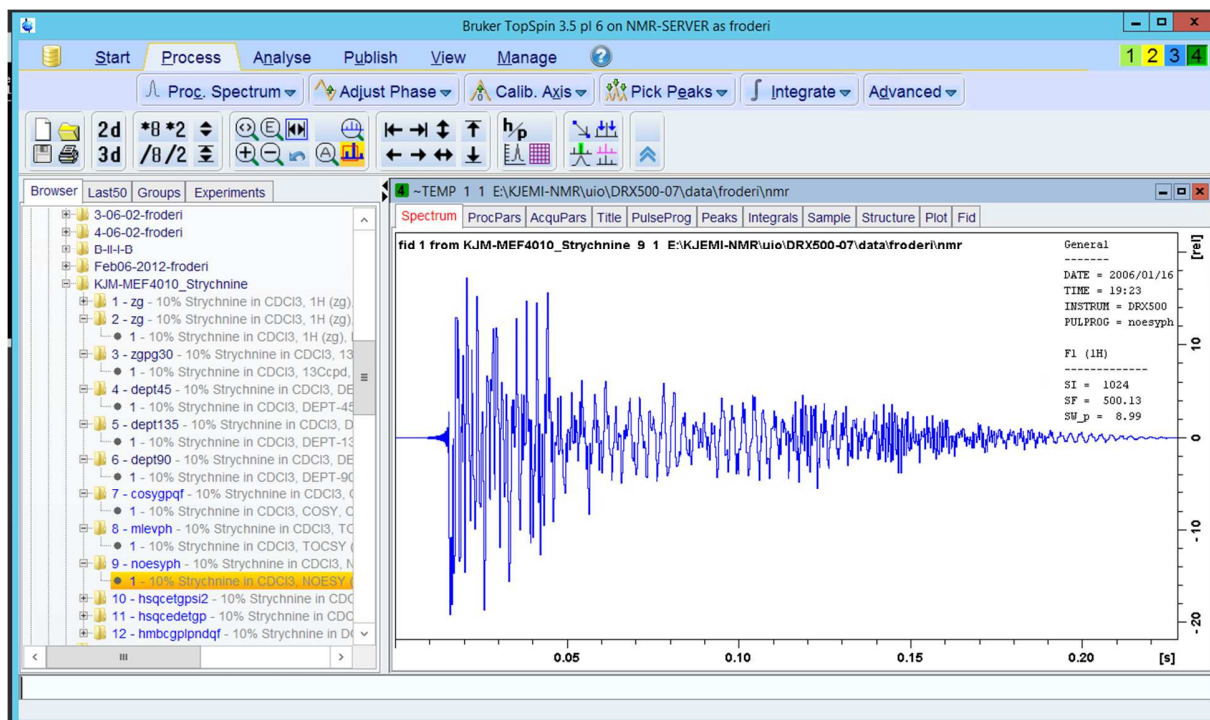 Bruker TopSpin 3.5 pl 6 on NMR-SERVER as froderi
Start Process Analyse Publish View Manage ?
1 2 3 4
Proc. Spectrum Adjust Phase Calib. Axis Pick Peaks Integrate Advanced
2d *8 *2 E h/p
3d /8 /2 A
Browser Last50 Groups Experiments
3-06-02-froderi
4-06-02-froderi
B-II-I-B
Feb06-2012-froderi
KJM-MEF4010_Strychnine
1 - zg - 10% Strychnine in CDCl3, 1H (zg),
2 - zg - 10% Strychnine in CDCl3, 1H (zg),
1 - 10% Strychnine in CDCl3, 1H (zg),
3 - zgpg30 - 10% Strychnine in CDCl3, 13
1 - 10% Strychnine in CDCl3, 13Ccpd,
4 - dept45 - 10% Strychnine in CDCl3, DE
1 - 10% Strychnine in CDCl3, DEPT-45
5 - dept135 - 10% Strychnine in CDCl3, D
1 - 10% Strychnine in CDCl3, DEPT-13
6 - dept90 - 10% Strychnine in CDCl3, DE
1 - 10% Strychnine in CDCl3, DEPT-90
7 - cosygpqf - 10% Strychnine in CDCl3, C
1 - 10% Strychnine in CDCl3, COSY, C
8 - mlevph - 10% Strychnine in CDCl3, TC
1 - 10% Strychnine in CDCl3, TOCSY (
9 - noesyph - 10% Strychnine in CDCl3, N
1 - 10% Strychnine in CDCl3, NOESY (
10 - hsqcetgpsi2 - 10% Strychnine in CDC
11 - hsqcedetgp - 10% Strychnine in CDC
12 - hmbcgplpndqf - 10% Strychnine in D
4 ~TEMP 1 1 E:\KJEMI-NMR\uio\DRX500-07\data\froderi\nmr
Spectrum ProcPars AcquPars Title PulseProg Peaks Integrals Sample Structure Plot Fid
fid 1 from KJM-MEF4010_Strychnine 9 1 E:\KJEMI-NMR\uio\DRX500-07\data\froderi\nmr
General
-------
DATE = 2006/01/16
TIME = 19:23
INSTRUM = DRX500
PULPROG = noesyph
F1 (1H)
-------------
SI = 1024
SF = 500.13
SW_p = 8.99
[rel]
10
0
-10
-20
0.05 0.10 0.15 0.20 [s]